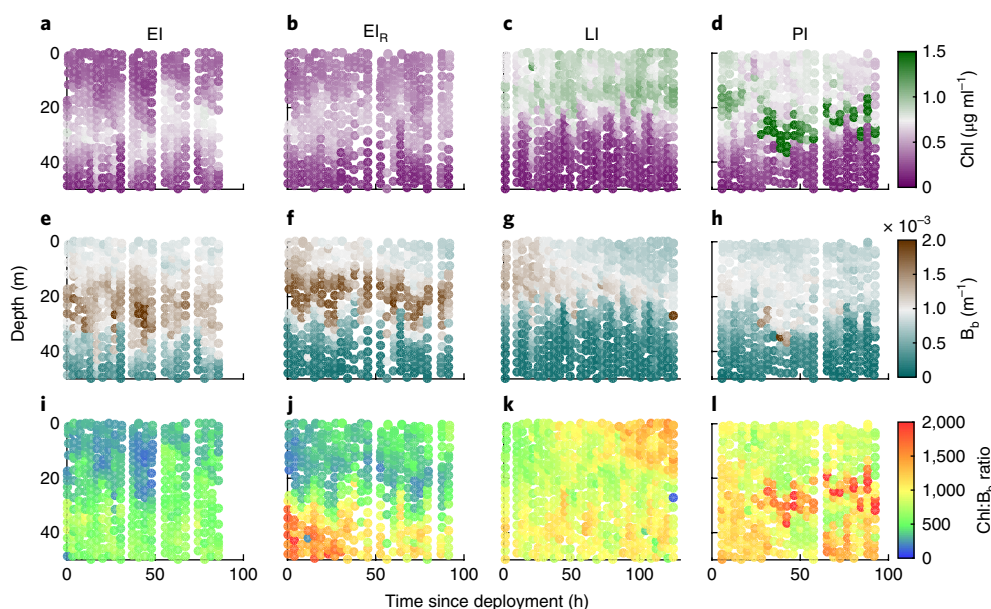 a EI b EI_R c LI d PI
0
20
40
1.5
1.0
0.5
0
Chl (µg ml⁻¹)
e f g h
0
20
40
Depth (m)
× 10⁻³
2.0
1.5
1.0
0.5
0
B_b (m⁻¹)
i j k l
0
20
40
2,000
1,500
1,000
500
0
Chl:B_b ratio
0 50 100 0 50 100 0 50 100 0 50 100
Time since deployment (h)